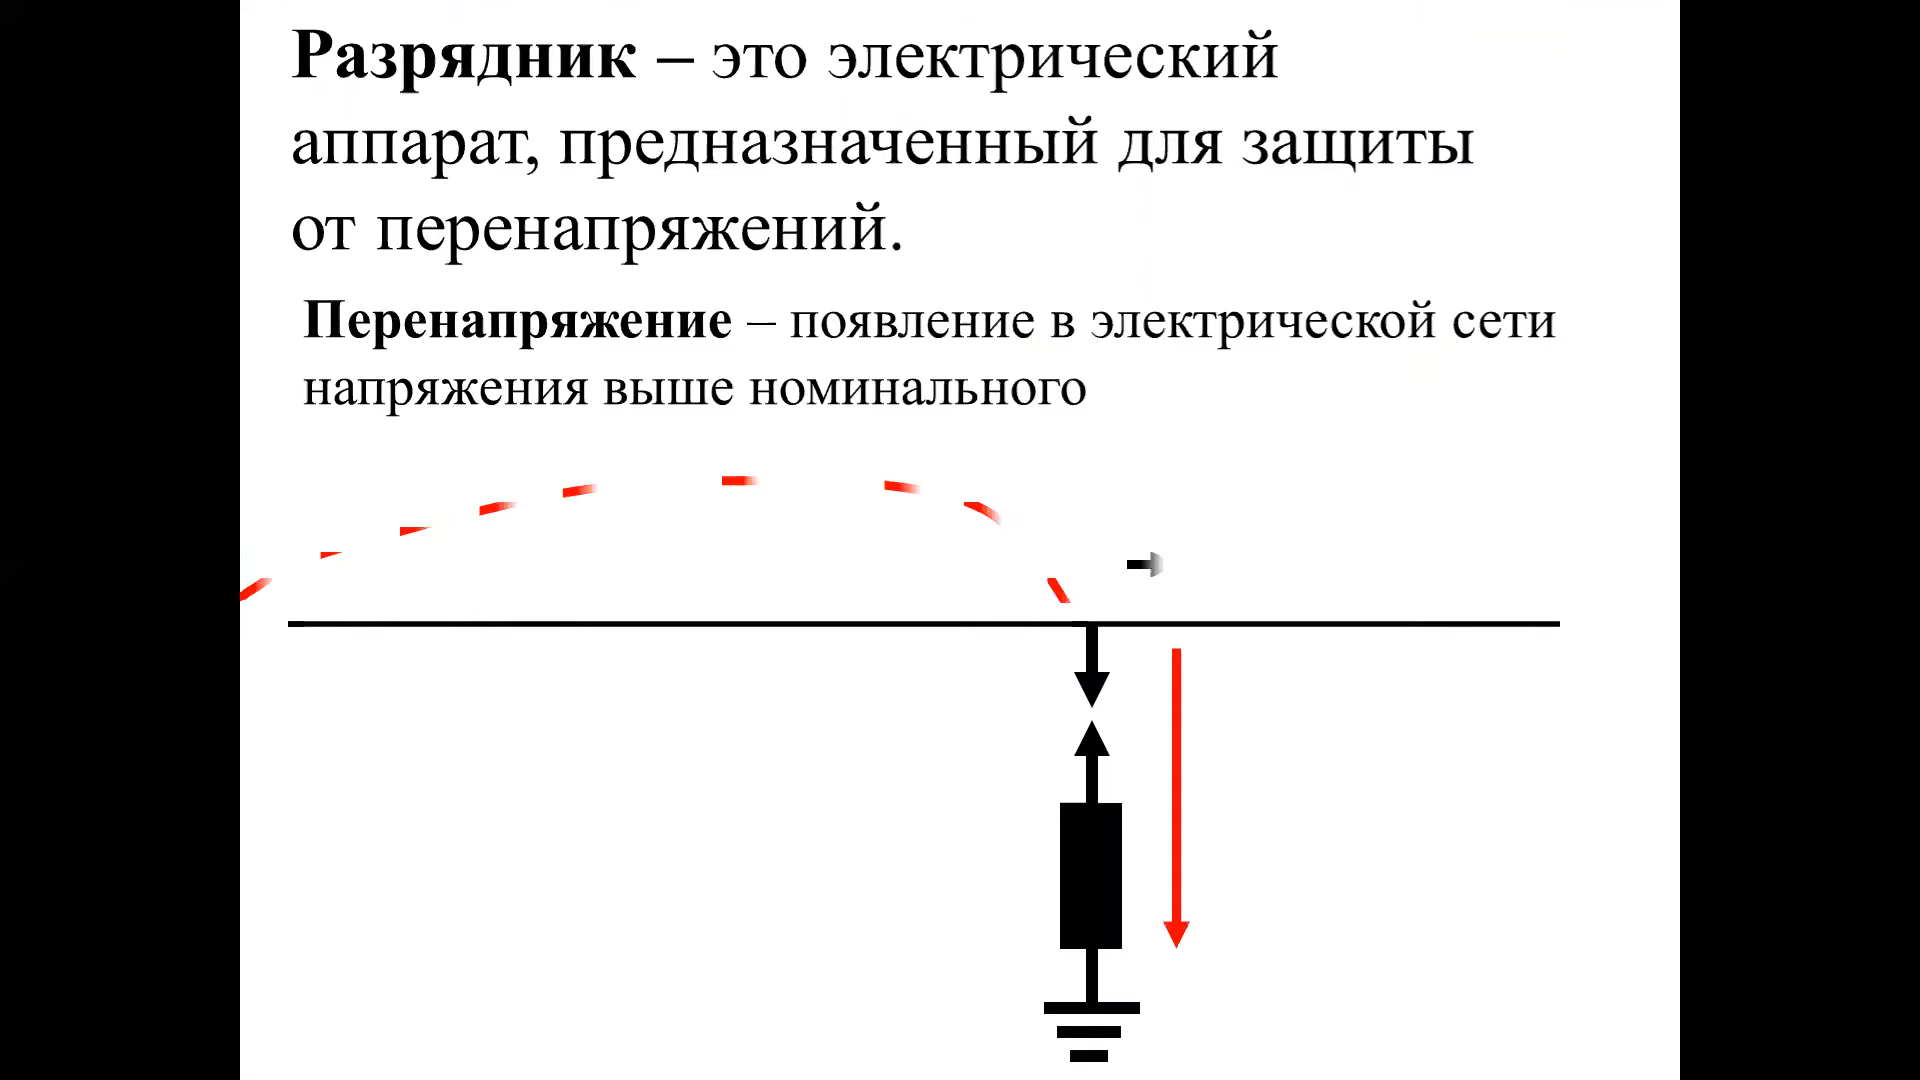 Разрядник – это электрический
аппарат, предназначенный для защиты
от перенапряжений.
Перенапряжение – появление в электрической сети
напряжения выше номинального